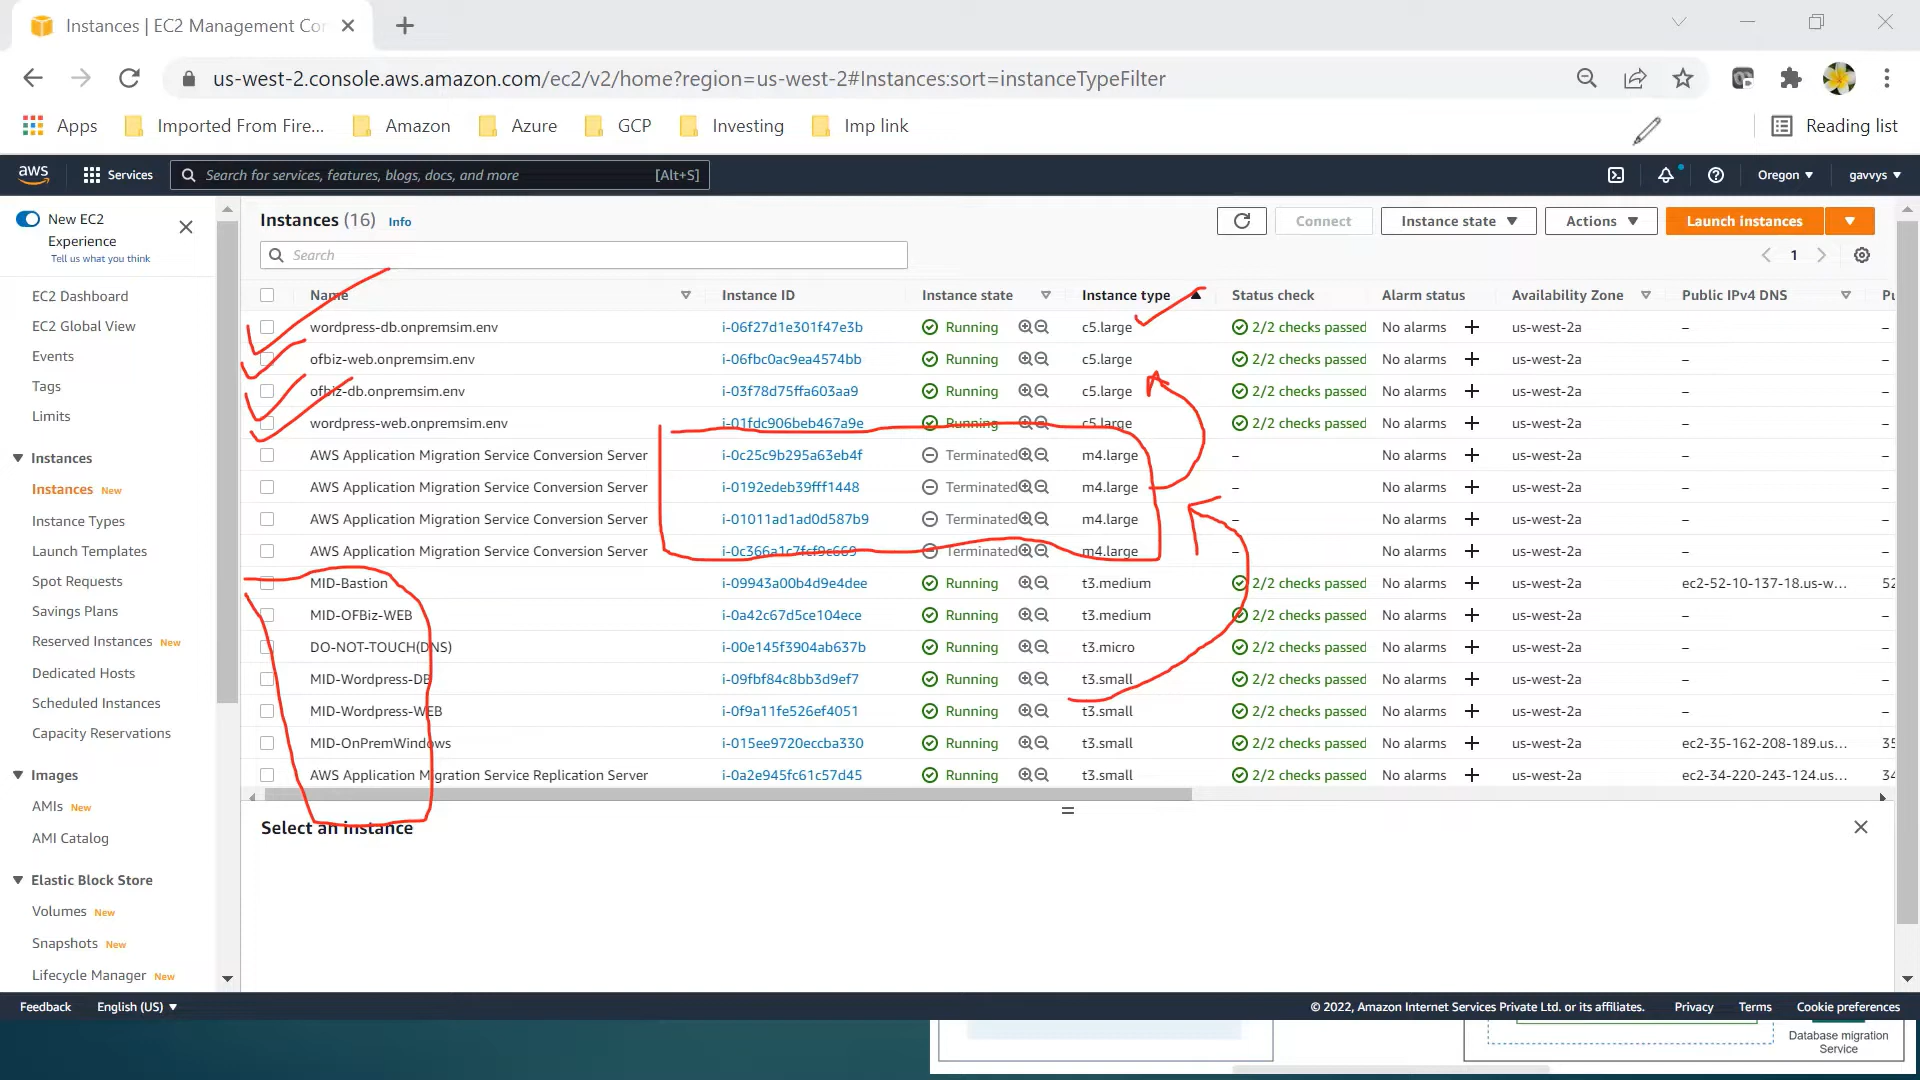 Instances | EC2 Management Con
us-west-2.console.aws.amazon.com/ec2/v2/home?region=us-west-2#Instances:sort=instanceTypeFilter
Apps Imported From Fire... Amazon Azure GCP Investing Imp link Reading list
aws Services Search for services, features, blogs, docs, and more [Alt+S] Oregon gavvys
New EC2
Experience
Tell us what you think
EC2 Dashboard
EC2 Global View
Events
Tags
Limits
Instances
Instances New
Instance Types
Launch Templates
Spot Requests
Savings Plans
Reserved Instances New
Dedicated Hosts
Scheduled Instances
Capacity Reservations
Images
AMIs New
AMI Catalog
Elastic Block Store
Volumes New
Snapshots New
Lifecycle Manager New
Instances (16) Info Connect Instance state Actions Launch instances
Search 1
Name Instance ID Instance state Instance type Status check Alarm status Availability Zone Public IPv4 DNS Pu
wordpress-db.onpremsim.env i-06f27d1e301f47e3b Running c5.large 2/2 checks passed No alarms + us-west-2a –
ofbiz-web.onpremsim.env i-06fbc0ac9ea4574bb Running c5.large 2/2 checks passed No alarms + us-west-2a –
ofbiz-db.onpremsim.env i-03f78d75ffa603aa9 Running c5.large 2/2 checks passed No alarms + us-west-2a – –
wordpress-web.onpremsim.env i-01fdc906beb467a9e Running c5.large 2/2 checks passed No alarms + us-west-2a – –
AWS Application Migration Service Conversion Server i-0c25c9b295a63eb4f Terminated m4.large – No alarms + us-west-2a – –
AWS Application Migration Service Conversion Server i-0192edeb39fff1448 Terminated m4.large – No alarms + us-west-2a – –
AWS Application Migration Service Conversion Server i-01011ad1ad0d587b9 Terminated m4.large – No alarms + us-west-2a – –
AWS Application Migration Service Conversion Server i-0c366a1c7fcf9c669 Terminated m4.large – No alarms + us-west-2a – –
MID-Bastion i-09943a00b4d9e4dee Running t3.medium 2/2 checks passed No alarms + us-west-2a ec2-52-10-137-18.us-w... 52
MID-OFBiz-WEB i-0a42c67d5ce104ece Running t3.medium 2/2 checks passed No alarms + us-west-2a – –
DO-NOT-TOUCH(DNS) i-00e145f3904ab637b Running t3.micro 2/2 checks passed No alarms + us-west-2a – –
MID-Wordpress-DB i-09fbf84c8bb3d9ef7 Running t3.small 2/2 checks passed No alarms + us-west-2a – –
MID-Wordpress-WEB i-0f9a11fe526ef4051 Running t3.small 2/2 checks passed No alarms + us-west-2a – –
MID-OnPremWindows i-015ee9720eccba330 Running t3.small 2/2 checks passed No alarms + us-west-2a ec2-35-162-208-189.us... 35
AWS Application Migration Service Replication Server i-0a2e945fc61c57d45 Running t3.small 2/2 checks passed No alarms + us-west-2a ec2-34-220-243-124.us... 34
Select an instance
Feedback English (US) © 2022, Amazon Internet Services Private Ltd. or its affiliates. Privacy Terms Cookie preferences
Database migration
Service